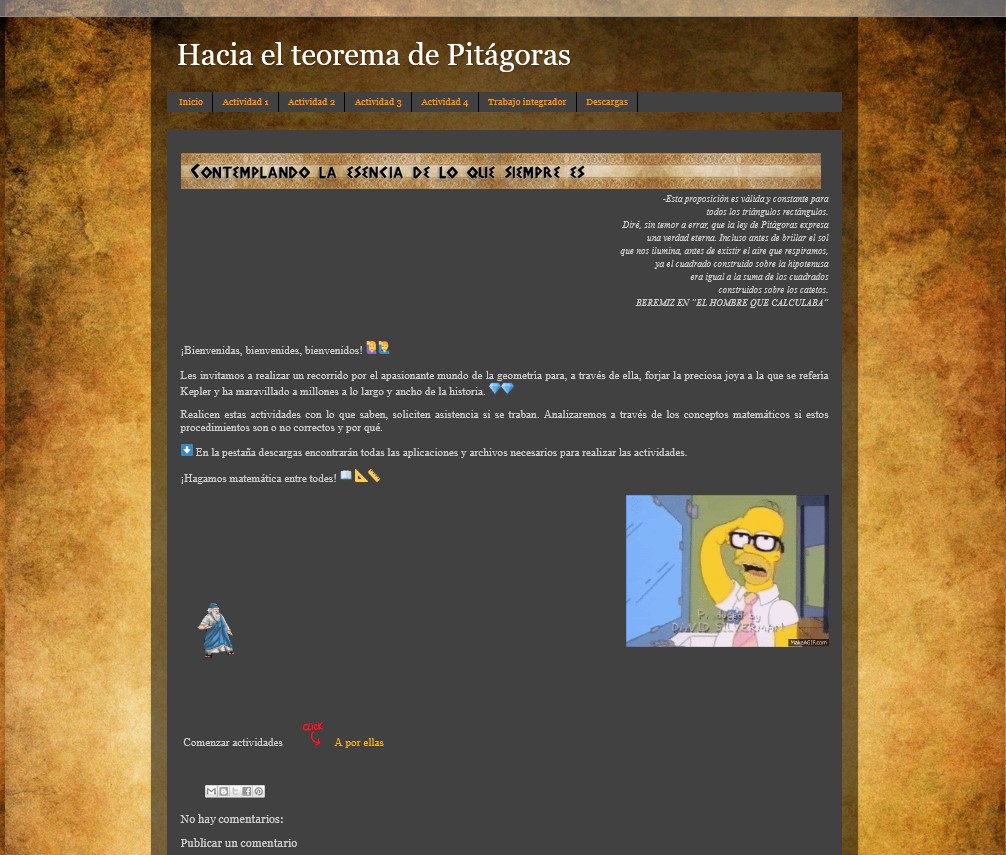 Hacia el teorema de Pitágoras
Inicio Actividad 1 Actividad 2 Actividad 3 Actividad 4 Trabajo integrador Descargas
Contemplando la esencia de lo que siempre es
-Esta proposición es válida y constante para
todos los triángulos rectángulos.
Diré, sin temor a errar, que la ley de Pitágoras expresa
una verdad eterna. Incluso antes de brillar el sol
que nos ilumina, antes de existir el aire que respiramos,
ya el cuadrado construido sobre la hipotenusa
era igual a la suma de los cuadrados
construidos sobre los catetos.
BEREMIZ EN "EL HOMBRE QUE CALCULABA"
¡Bienvenidas, bienvenides, bienvenidos!
Les invitamos a realizar un recorrido por el apasionante mundo de la geometría para, a través de ella, forjar la preciosa joya a la que se refería
Kepler y ha maravillado a millones a lo largo y ancho de la historia.
Realicen estas actividades con lo que saben, soliciten asistencia si se traban. Analizaremos a través de los conceptos matemáticos si estos
procedimientos son o no correctos y por qué.
En la pestaña descargas encontrarán todas las aplicaciones y archivos necesarios para realizar las actividades.
¡Hagamos matemática entre todes!
Produced by
DAVID SILVERMAN
MakeAGIF.com
CLICK
Comenzar actividades A por ellas
No hay comentarios:
Publicar un comentario